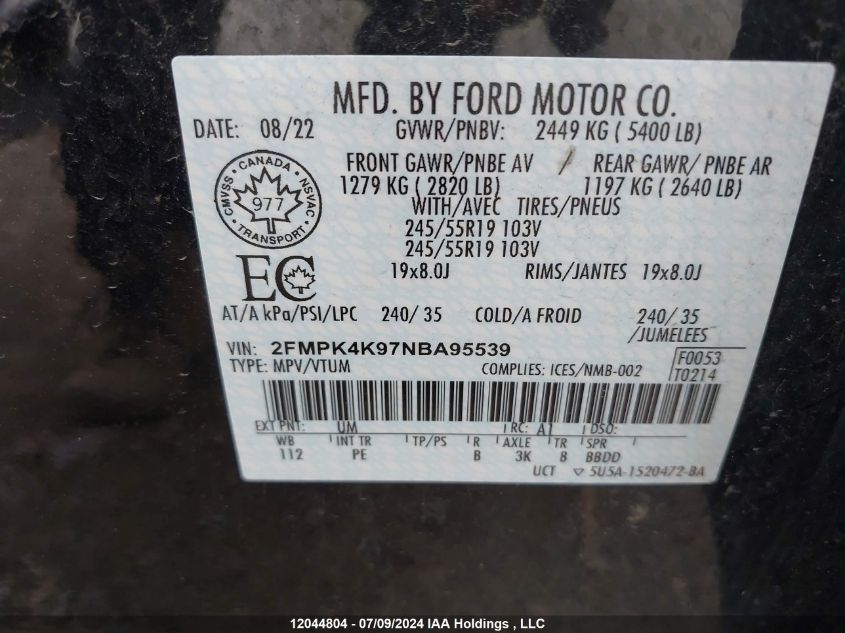 MFD. BY FORD MOTOR CO.
DATE: 08/22 GVWR/PNBV: 2449 KG ( 5400 LB)
FRONT GAWR/PNBE AV / REAR GAWR/ PNBE AR
1279 KG ( 2820 LB) 1197 KG ( 2640 LB)
WITH/AVEC TIRES/PNEUS
245/55R19 103V
245/55R19 103V
19x8.0J RIMS/JANTES 19x8.0J
CMVSS CANADA NSVAC
977
TRANSPORT
EC
AT/A kPa/PSI/LPC 240/ 35 COLD/A FROID 240/ 35
/JUMELEES
VIN: 2FMPK4K97NBA95539
F0053
TYPE: MPV/VTUM COMPLIES: ICES/NMB-002
T0214
EXT PNT: UM RC: A1 DSO:
WB INT TR TP/PS R AXLE TR SPR
112 PE B 3K 8 BBDD
UCT ▽ 5U5A-1520472-BA
12044804 - 07/09/2024 IAA Holdings , LLC